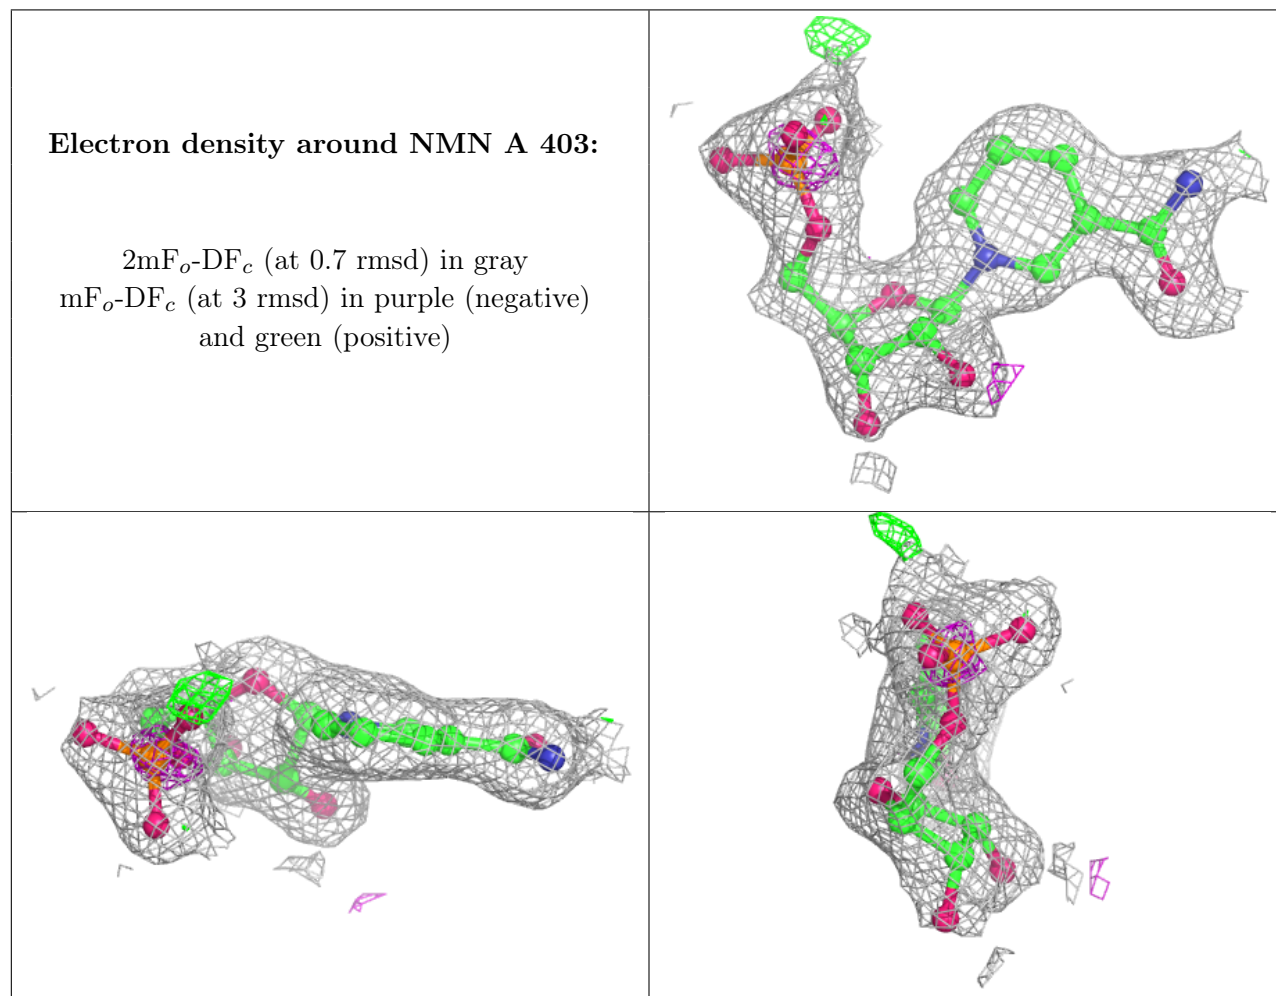 Electron density around NMN A 403:
2mFo-DFc (at 0.7 rmsd) in gray
mFo-DFc (at 3 rmsd) in purple (negative)
and green (positive)